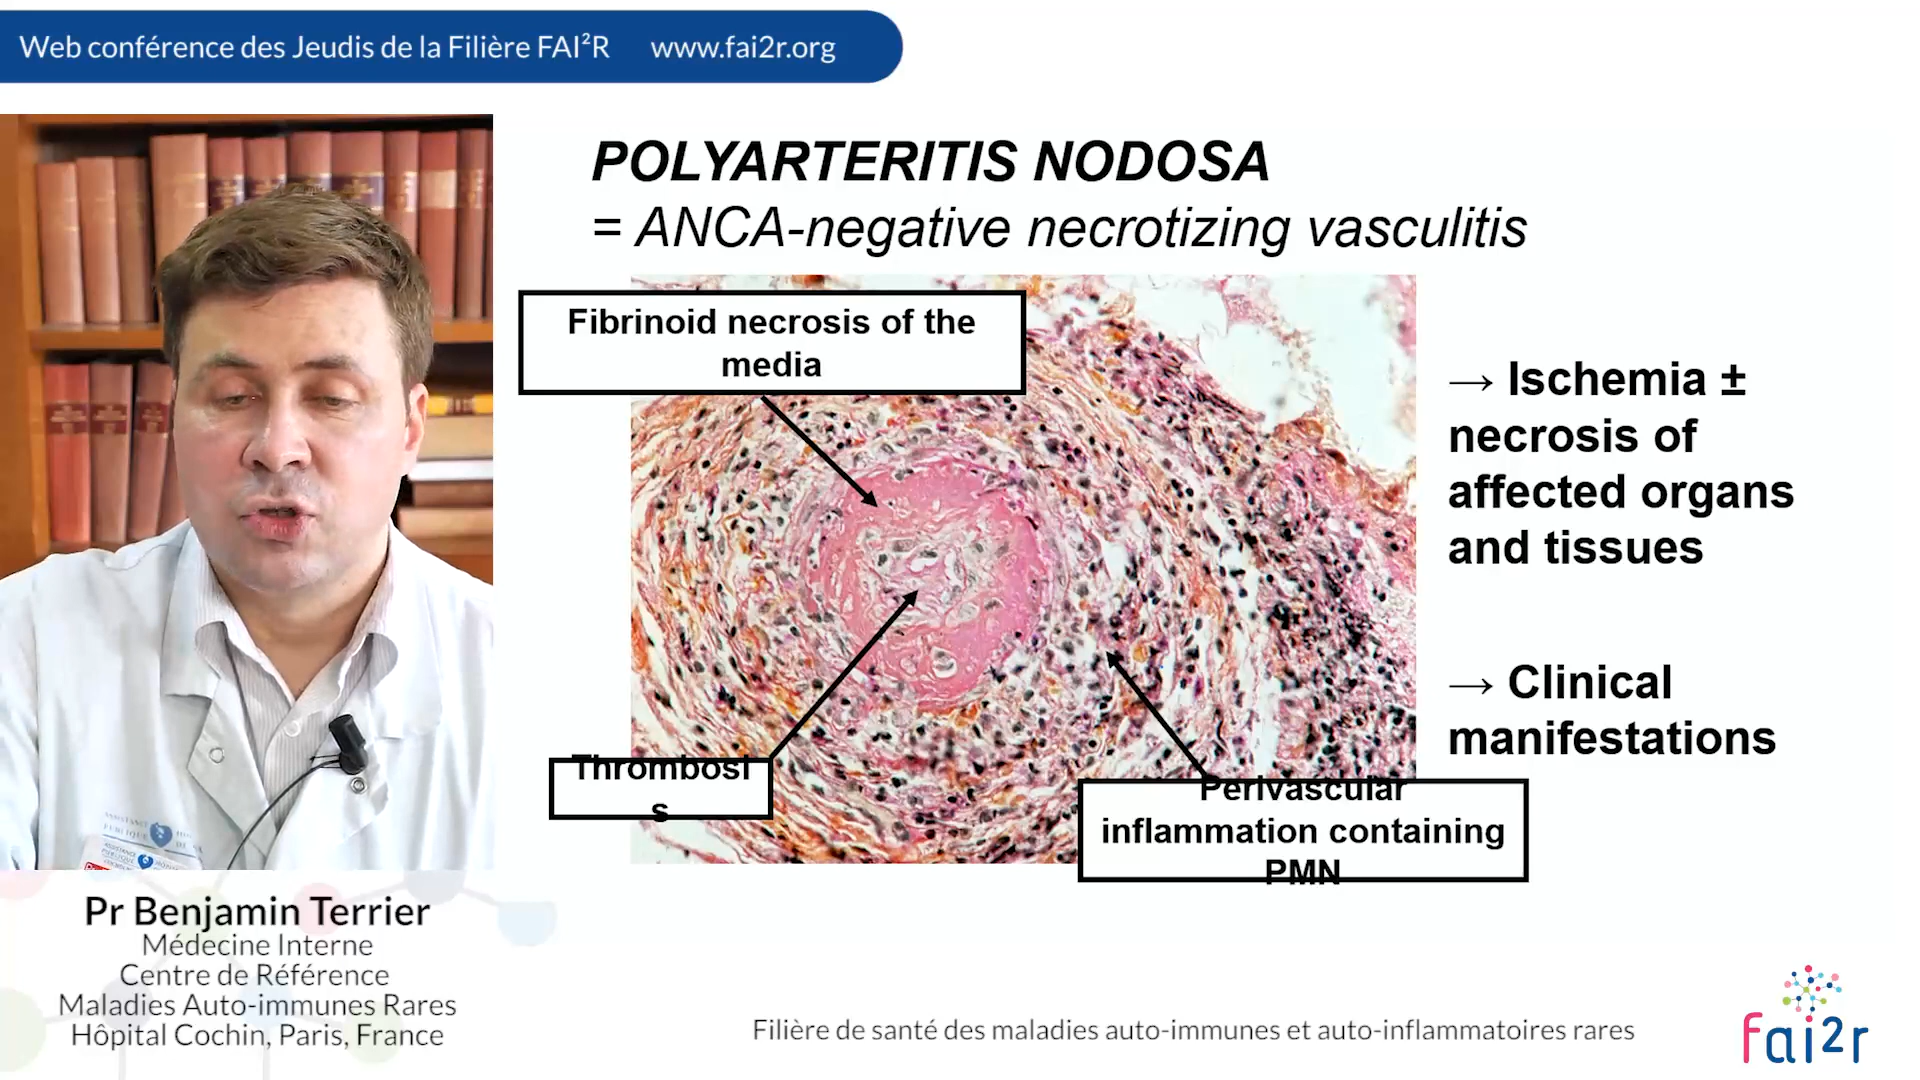 Web conférence des Jeudis de la Filière FAI²R www.fai2r.org
POLYARTERITIS NODOSA
= ANCA-negative necrotizing vasculitis
Fibrinoid necrosis of the
media
→ Ischemia ±
necrosis of
affected organs
and tissues
→ Clinical
manifestations
Thrombosi
s
Perivascular
inflammation containing
PMN
Pr Benjamin Terrier
Médecine Interne
Centre de Référence
Maladies Auto-immunes Rares
Hôpital Cochin, Paris, France
Filière de santé des maladies auto-immunes et auto-inflammatoires rares
fai2r